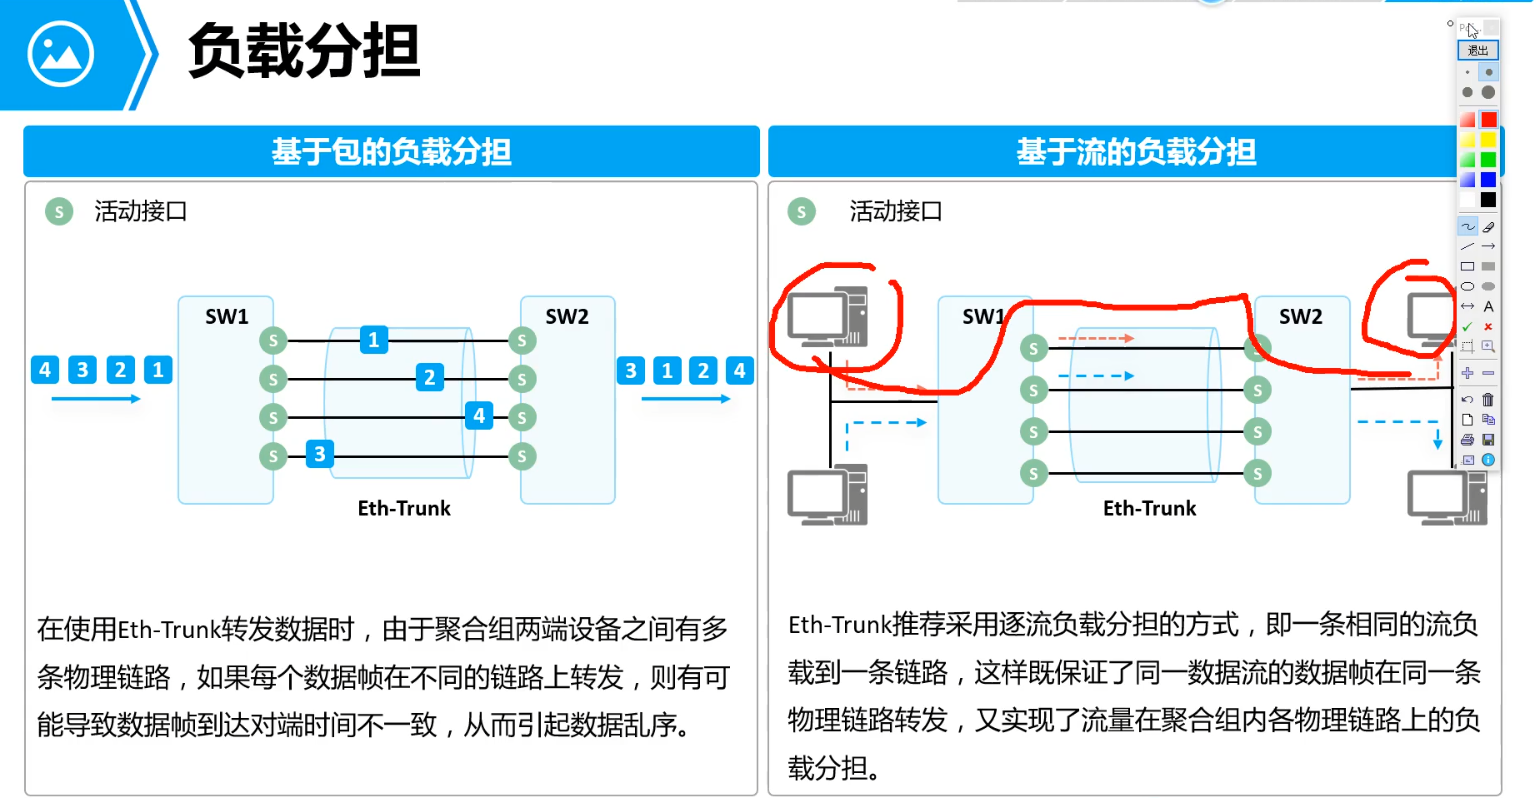 负载分担
退出
基于包的负载分担
S 活动接口
SW1
SW2
4 3 2 1
S 1 S
S 2 S
S 4 S
S 3 S
3 1 2 4
Eth-Trunk
在使用Eth-Trunk转发数据时，由于聚合组两端设备之间有多
条物理链路，如果每个数据帧在不同的链路上转发，则有可
能导致数据帧到达对端时间不一致，从而引起数据乱序。
基于流的负载分担
S 活动接口
SW1
SW2
S S
S S
S S
S S
Eth-Trunk
Eth-Trunk推荐采用逐流负载分担的方式，即一条相同的流负
载到一条链路，这样既保证了同一数据流的数据帧在同一条
物理链路转发，又实现了流量在聚合组内各物理链路上的负
载分担。
A